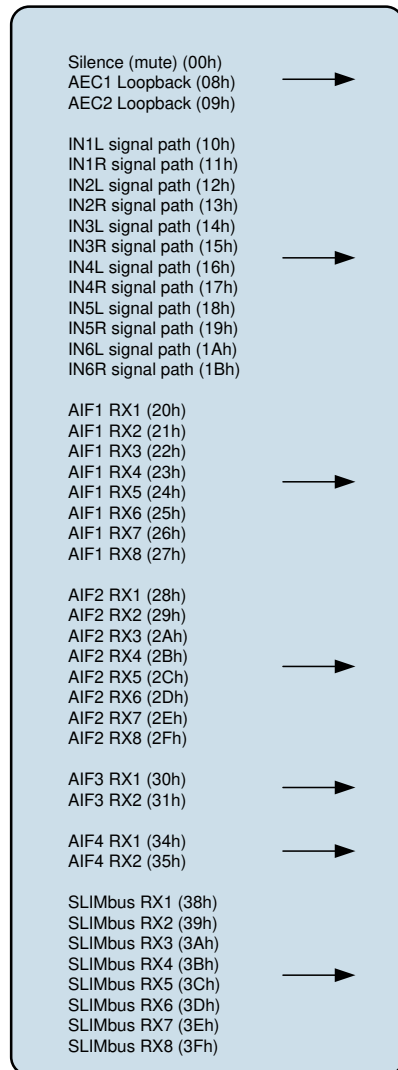 Silence (mute) (00h)
AEC1 Loopback (08h)
AEC2 Loopback (09h)
IN1L signal path (10h)
IN1R signal path (11h)
IN2L signal path (12h)
IN2R signal path (13h)
IN3L signal path (14h)
IN3R signal path (15h)
IN4L signal path (16h)
IN4R signal path (17h)
IN5L signal path (18h)
IN5R signal path (19h)
IN6L signal path (1Ah)
IN6R signal path (1Bh)
AIF1 RX1 (20h)
AIF1 RX2 (21h)
AIF1 RX3 (22h)
AIF1 RX4 (23h)
AIF1 RX5 (24h)
AIF1 RX6 (25h)
AIF1 RX7 (26h)
AIF1 RX8 (27h)
AIF2 RX1 (28h)
AIF2 RX2 (29h)
AIF2 RX3 (2Ah)
AIF2 RX4 (2Bh)
AIF2 RX5 (2Ch)
AIF2 RX6 (2Dh)
AIF2 RX7 (2Eh)
AIF2 RX8 (2Fh)
AIF3 RX1 (30h)
AIF3 RX2 (31h)
AIF4 RX1 (34h)
AIF4 RX2 (35h)
SLIMbus RX1 (38h)
SLIMbus RX2 (39h)
SLIMbus RX3 (3Ah)
SLIMbus RX4 (3Bh)
SLIMbus RX5 (3Ch)
SLIMbus RX6 (3Dh)
SLIMbus RX7 (3Eh)
SLIMbus RX8 (3Fh)